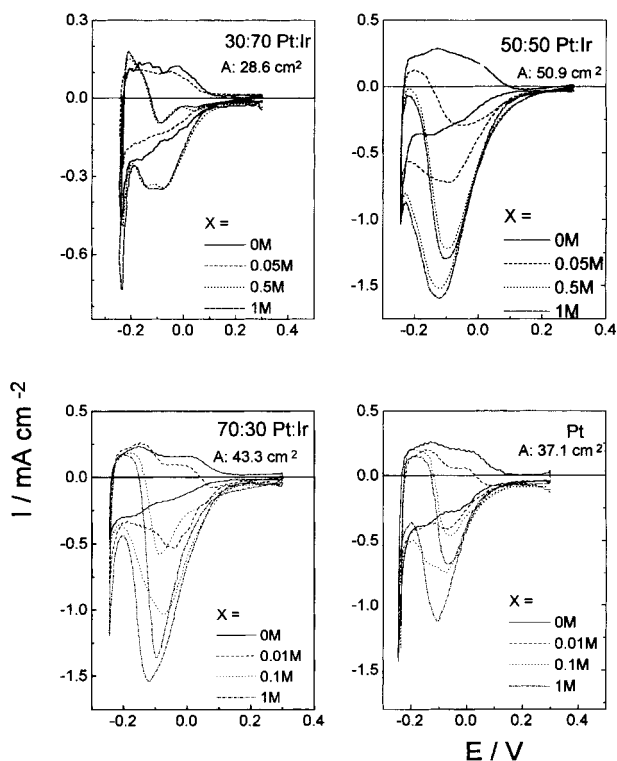 30:70 Pt:Ir
A: 28.6 cm²
0.3
0.0
-0.3
-0.6
X =
0M
0.05M
0.5M
1M
-0.2 0.0 0.2 0.4
50:50 Pt:Ir
A: 50.9 cm²
0.5
0.0
-0.5
-1.0
-1.5
X =
0M
0.05M
0.5M
1M
-0.2 0.0 0.2 0.4
I / mA cm⁻²
70:30 Pt:Ir
A: 43.3 cm²
0.5
0.0
-0.5
-1.0
-1.5
X =
0M
0.01M
0.1M
1M
-0.2 0.0 0.2 0.4
Pt
A: 37.1 cm²
0.5
0.0
-0.5
-1.0
-1.5
X =
0M
0.01M
0.1M
1M
-0.2 0.0 0.2 0.4
E / V